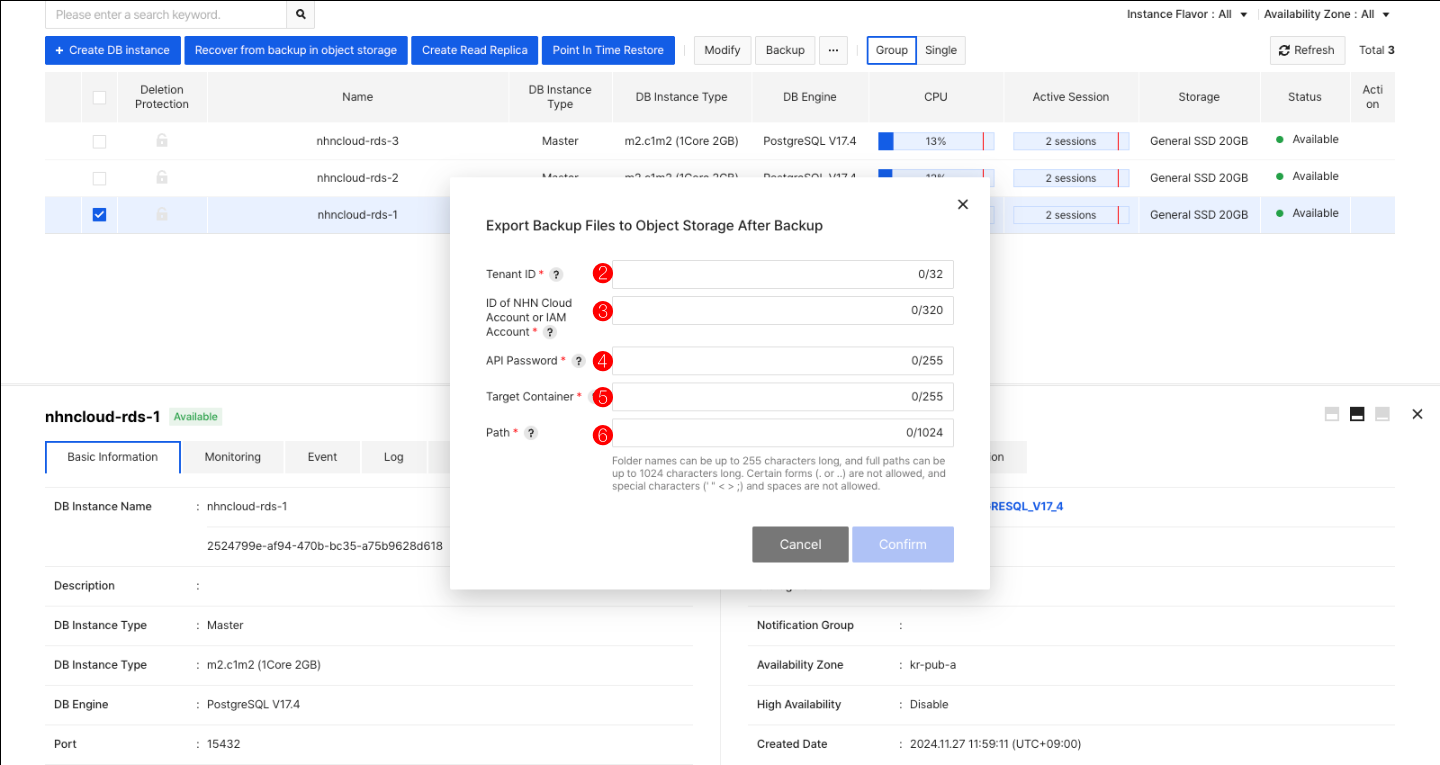 Please enter a search keyword.
Instance Flavor : All
Availability Zone : All
+ Create DB instance
Recover from backup in object storage
Create Read Replica
Point In Time Restore
Modify
Backup
···
Group
Single
Refresh
Total 3
Deletion Protection
Name
DB Instance Type
DB Instance Type
DB Engine
CPU
Active Session
Storage
Status
Acti on
nhncloud-rds-3 Master m2.c1m2 (1Core 2GB) PostgreSQL V17.4 13% 2 sessions General SSD 20GB Available
nhncloud-rds-2 Master m2.c1m2 (1Core 2GB) PostgreSQL V17.4 2 sessions General SSD 20GB Available
nhncloud-rds-1 2 sessions General SSD 20GB Available
Export Backup Files to Object Storage After Backup
Tenant ID * ? 2 0/32
ID of NHN Cloud
Account or IAM
Account * ? 3 0/320
API Password * ? 4 0/255
Target Container * 5 0/255
Path * ? 6 0/1024
Folder names can be up to 255 characters long, and full paths can be
up to 1024 characters long. Certain forms (. or ..) are not allowed, and
special characters (' " < > ;) and spaces are not allowed.
Cancel
Confirm
nhncloud-rds-1 Available
Basic Information
Monitoring
Event
Log
on
DB Instance Name : nhncloud-rds-1
2524799e-af94-470b-bc35-a75b9628d618
RESQL_V17_4
Description :
DB Instance Type : Master
Notification Group :
DB Instance Type : m2.c1m2 (1Core 2GB)
Availability Zone : kr-pub-a
DB Engine : PostgreSQL V17.4
High Availability : Disable
Port : 15432
Created Date : 2024.11.27 11:59:11 (UTC+09:00)